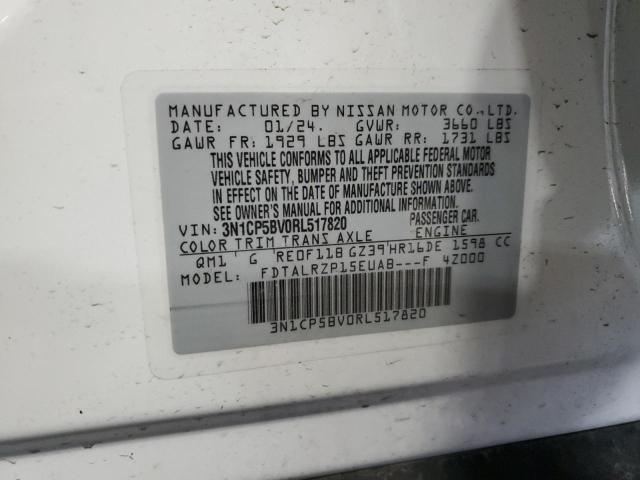 MANUFACTURED BY NISSAN MOTOR CO.,LTD.
DATE: 01/24. GVWR: 3660 LBS
GAWR FR: 1929 LBS GAWR RR: 1731 LBS
THIS VEHICLE CONFORMS TO ALL APPLICABLE FEDERAL MOTOR
VEHICLE SAFETY, BUMPER AND THEFT PREVENTION STANDARDS
IN EFFECT ON THE DATE OF MANUFACTURE SHOWN ABOVE.
SEE OWNER'S MANUAL FOR ADDITIONAL INFORMATION.
VIN: 3N1CP5BV0RL517820 PASSENGER CAR.
COLOR TRIM TRANS AXLE ENGINE
QM1 G RE0F11B GZ39 HR16DE 1598 CC
FDTALRZP15EUAB---F 4Z000
3N1CP5BV0RL517820